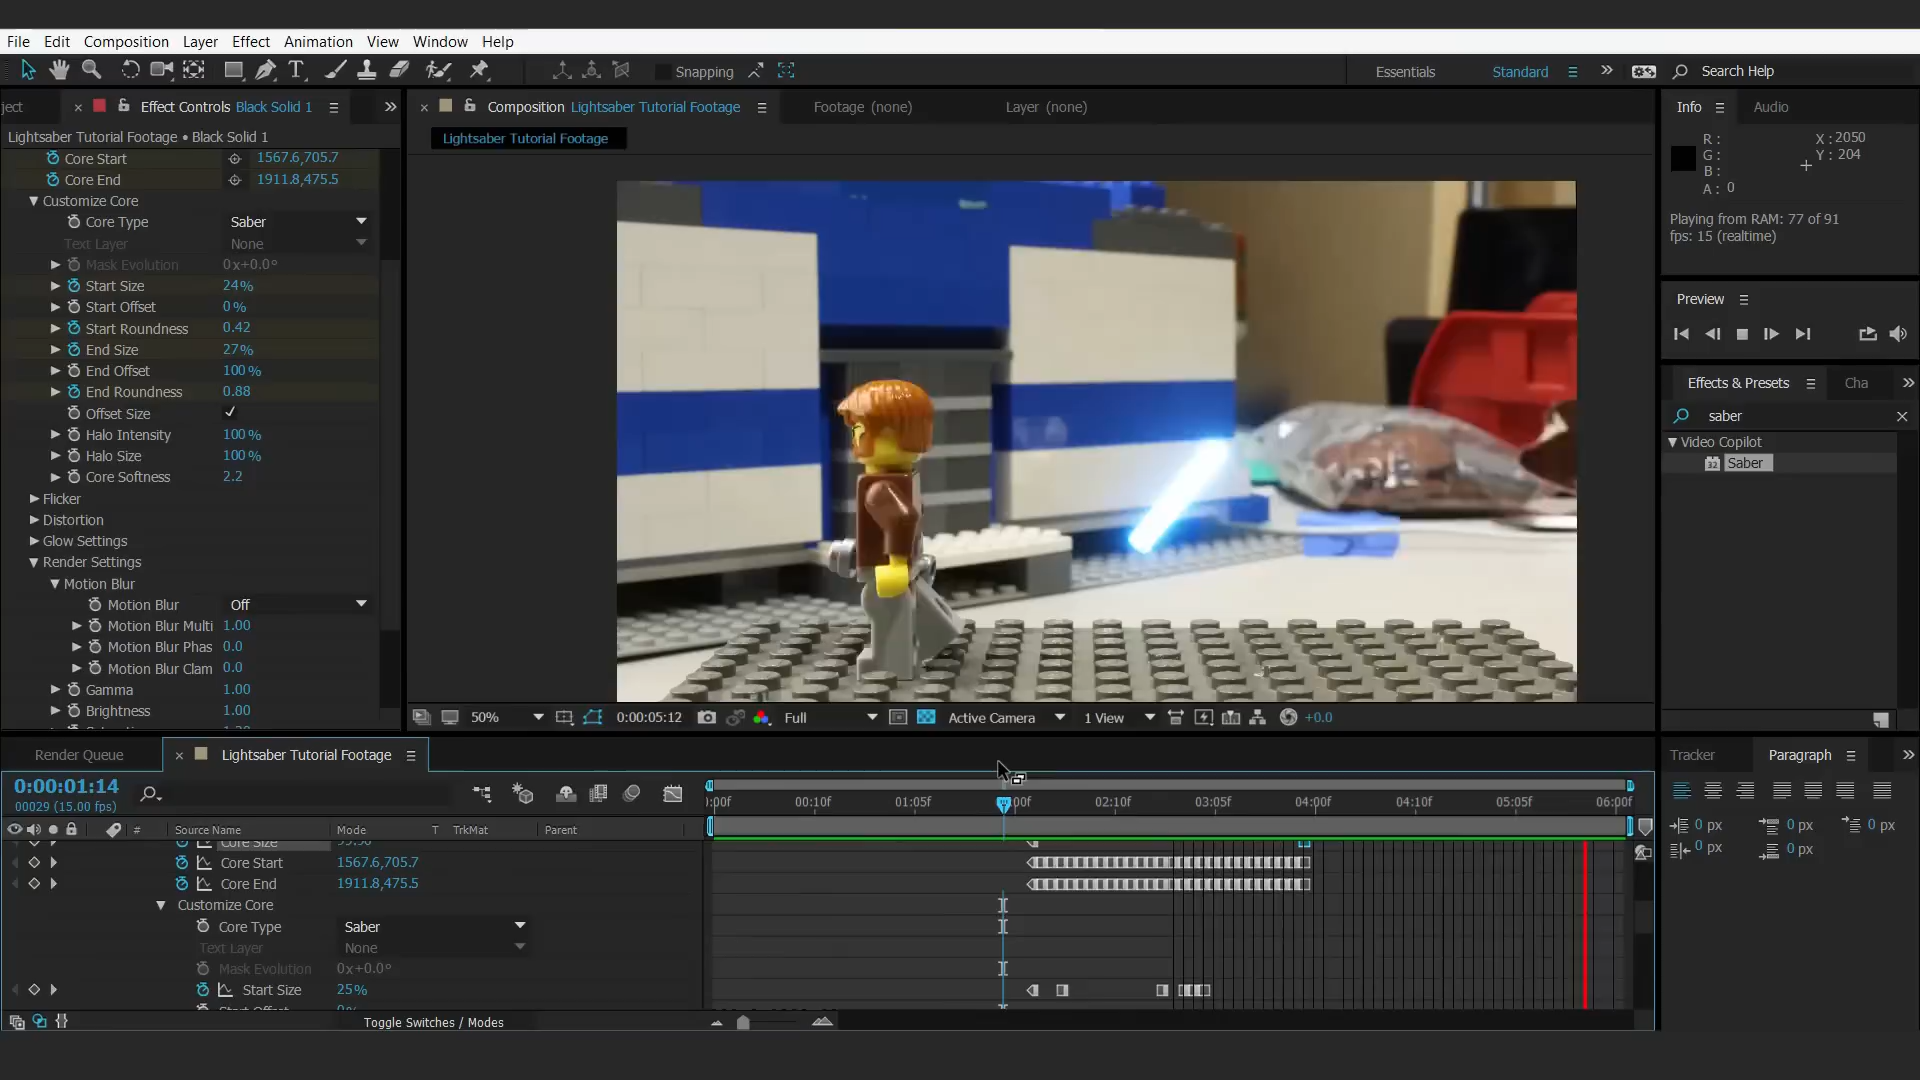 File Edit Composition Layer Effect Animation View Window Help
Snapping Essentials Standard Search Help
ject Effect Controls Black Solid 1
Composition Lightsaber Tutorial Footage Footage (none) Layer (none)
Info Audio
Lightsaber Tutorial Footage • Black Solid 1
Lightsaber Tutorial Footage
R : X : 2050
G : Y : 204
B :
A : 0
Playing from RAM: 77 of 91
fps: 15 (realtime)
Core Start 1567.6,705.7
Core End 1911.8,475.5
Customize Core
Core Type Saber
Text Layer None
Mask Evolution 0x+0.0°
Start Size 24%
Start Offset 0%
Start Roundness 0.42
End Size 27%
End Offset 100%
End Roundness 0.88
Offset Size
Halo Intensity 100%
Halo Size 100%
Core Softness 2.2
Flicker
Distortion
Glow Settings
Render Settings
Motion Blur
Motion Blur Off
Motion Blur Multi 1.00
Motion Blur Phas 0.0
Motion Blur Clam 0.0
Gamma 1.00
Brightness 1.00
Preview
Effects & Presets Cha
saber
Video Copilot
32 Saber
50% 0:00:05:12 Full Active Camera 1 View +0.0
Render Queue Lightsaber Tutorial Footage
Tracker Paragraph
0:00:01:14
00029 (15.00 fps)
:00f 00:10f 01:05f :00f 02:10f 03:05f 04:00f 04:10f 05:05f 06:00f
# Source Name Mode T TrkMat Parent
Core Size
Core Start 1567.6,705.7
Core End 1911.8,475.5
Customize Core
Core Type Saber
Text Layer None
Mask Evolution 0x+0.0°
Start Size 25%
Toggle Switches / Modes
0 px 0 px 0 px
0 px 0 px